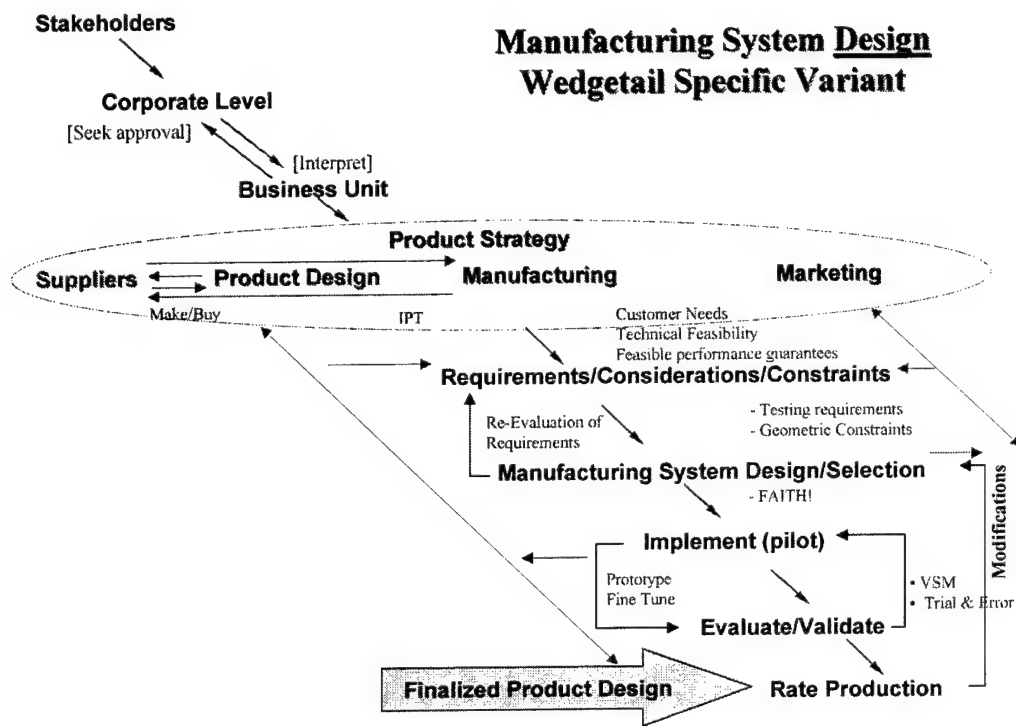 Stakeholders
Manufacturing System Design
Wedgetail Specific Variant
Corporate Level
[Seek approval]
[Interpret]
Business Unit
Product Strategy
Suppliers
Product Design
Manufacturing
Marketing
Make/Buy
IPT
Customer Needs
Technical Feasibility
Feasible performance guarantees
Requirements/Considerations/Constraints
Re-Evaluation of
Requirements
- Testing requirements
- Geometric Constraints
Manufacturing System Design/Selection
- FAITH!
Modifications
Implement (pilot)
Prototype
Fine Tune
• VSM
• Trial & Error
Evaluate/Validate
Finalized Product Design
Rate Production